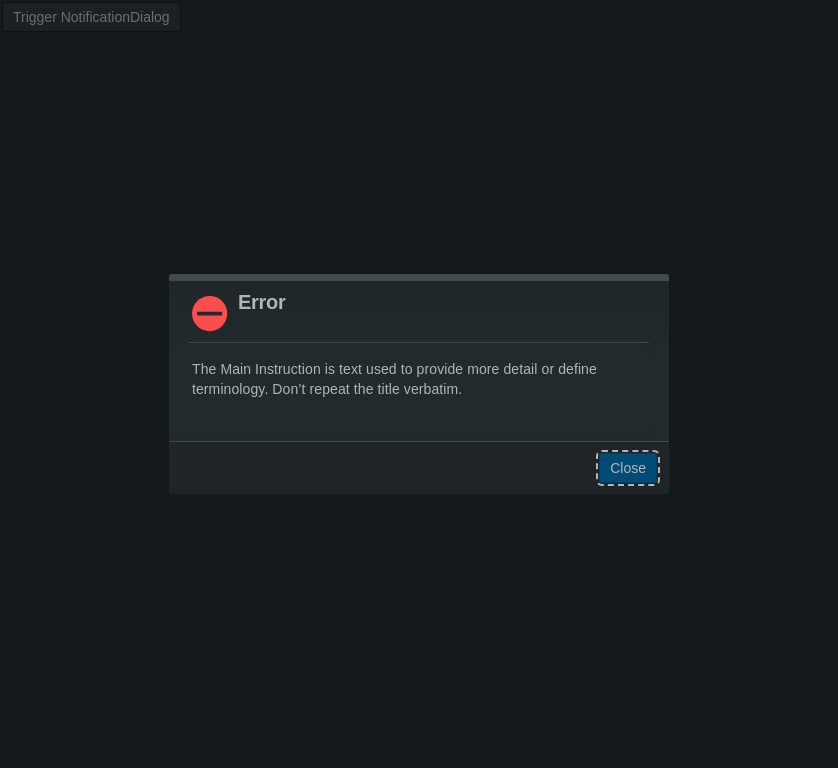 Trigger NotificationDialog
Error
The Main Instruction is text used to provide more detail or define
terminology. Don’t repeat the title verbatim.
Close